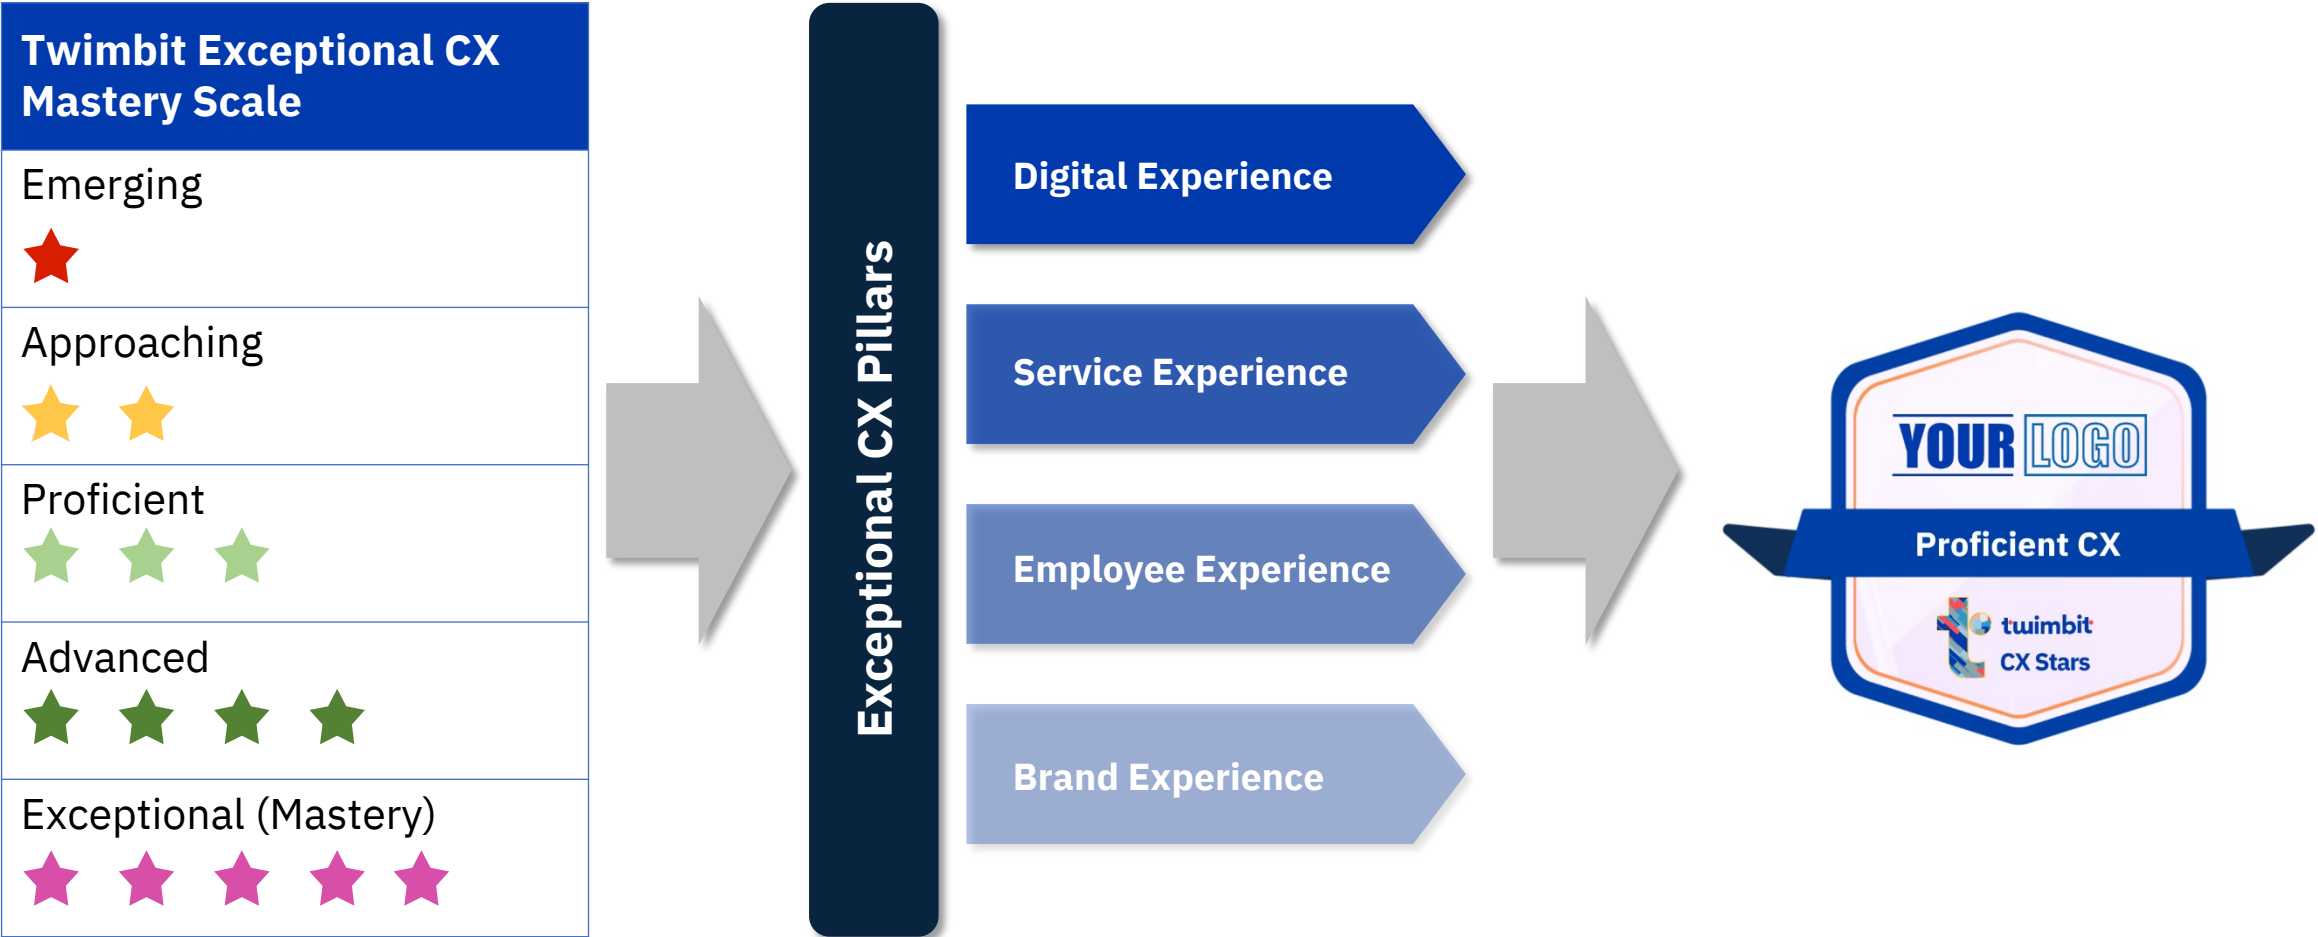 Twimbit Exceptional CX
Mastery Scale
Emerging
Approaching
Proficient
Advanced
Exceptional (Mastery)
Exceptional CX Pillars
Digital Experience
Service Experience
Employee Experience
Brand Experience
YOUR LOGO
Proficient CX
twimbit
CX Stars